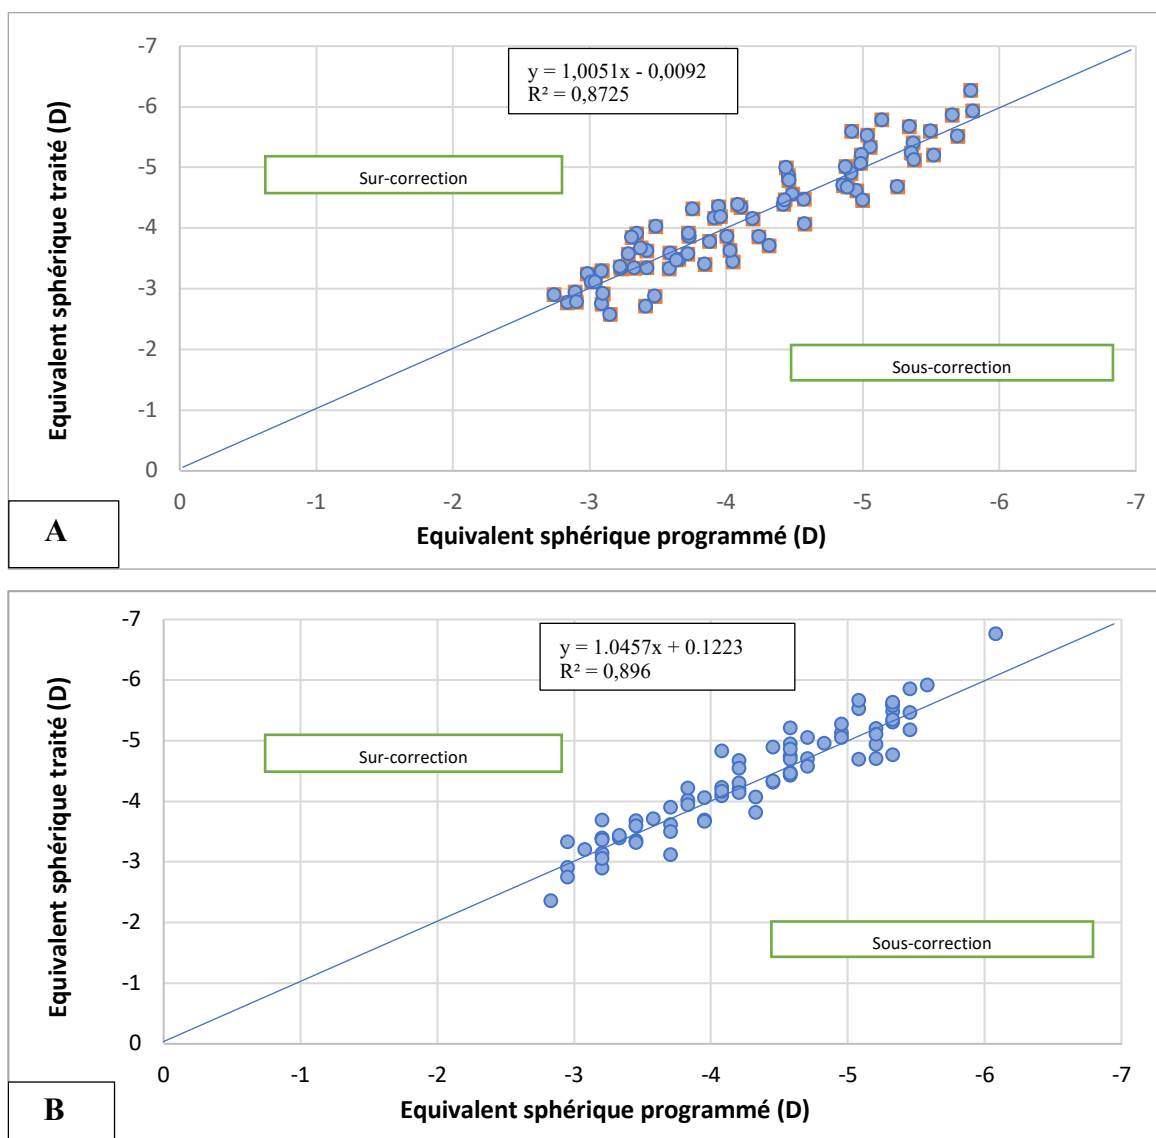 -7
-6
-5
-4
-3
-2
-1
0
Equivalent sphérique traité (D)
y = 1,0051x - 0,0092
R² = 0,8725
Sur-correction
Sous-correction
0 -1 -2 -3 -4 -5 -6 -7
Equivalent sphérique programmé (D)
A
-7
-6
-5
-4
-3
-2
-1
0
Equivalent sphérique traité (D)
y = 1.0457x + 0.1223
R² = 0,896
Sur-correction
Sous-correction
0 -1 -2 -3 -4 -5 -6 -7
Equivalent sphérique programmé (D)
B